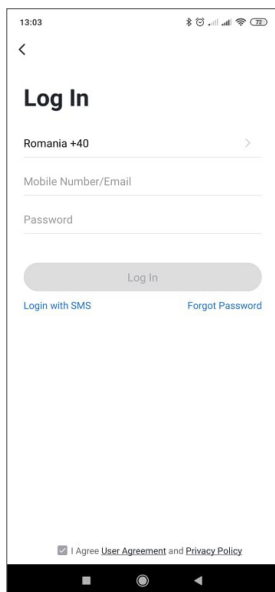 13:03
72
Log In
Romania +40
Mobile Number/Email
Password
Log In
Login with SMS Forgot Password
I Agree User Agreement and Privacy Policy